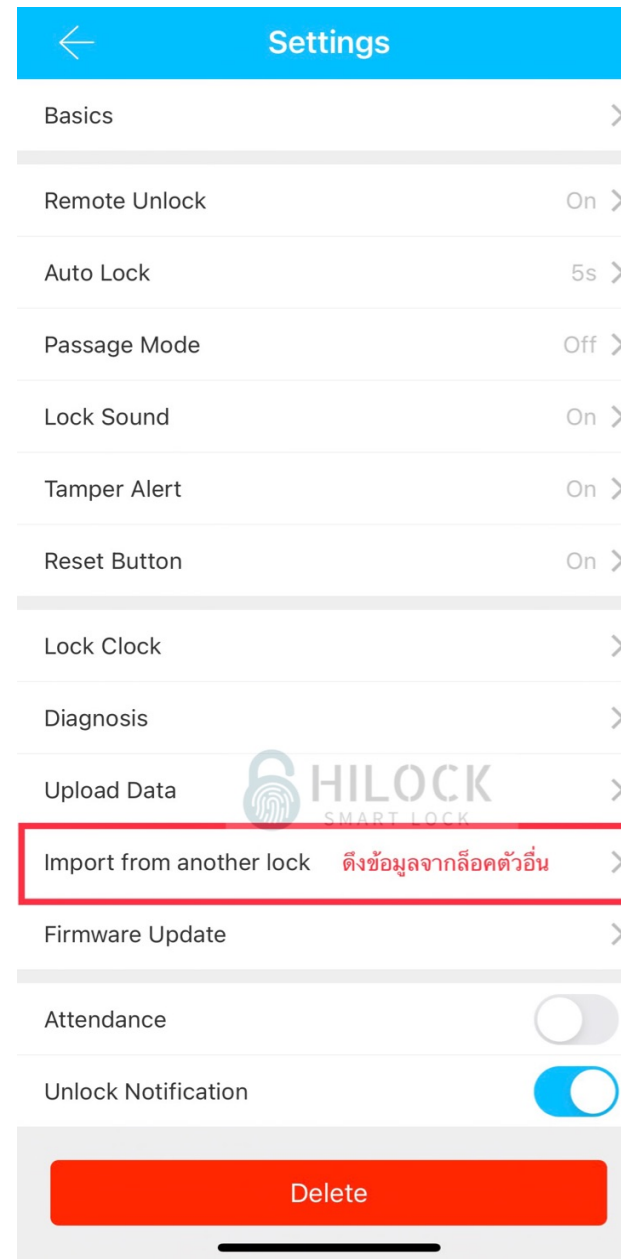 Settings
Basics
Remote Unlock On
Auto Lock 5s
Passage Mode Off
Lock Sound On
Tamper Alert On
Reset Button On
Lock Clock
Diagnosis
Upload Data
HILOCK
SMART LOCK
Import from another lock ดึงข้อมูลจากล็อคตัวอื่น
Firmware Update
Attendance
Unlock Notification
Delete